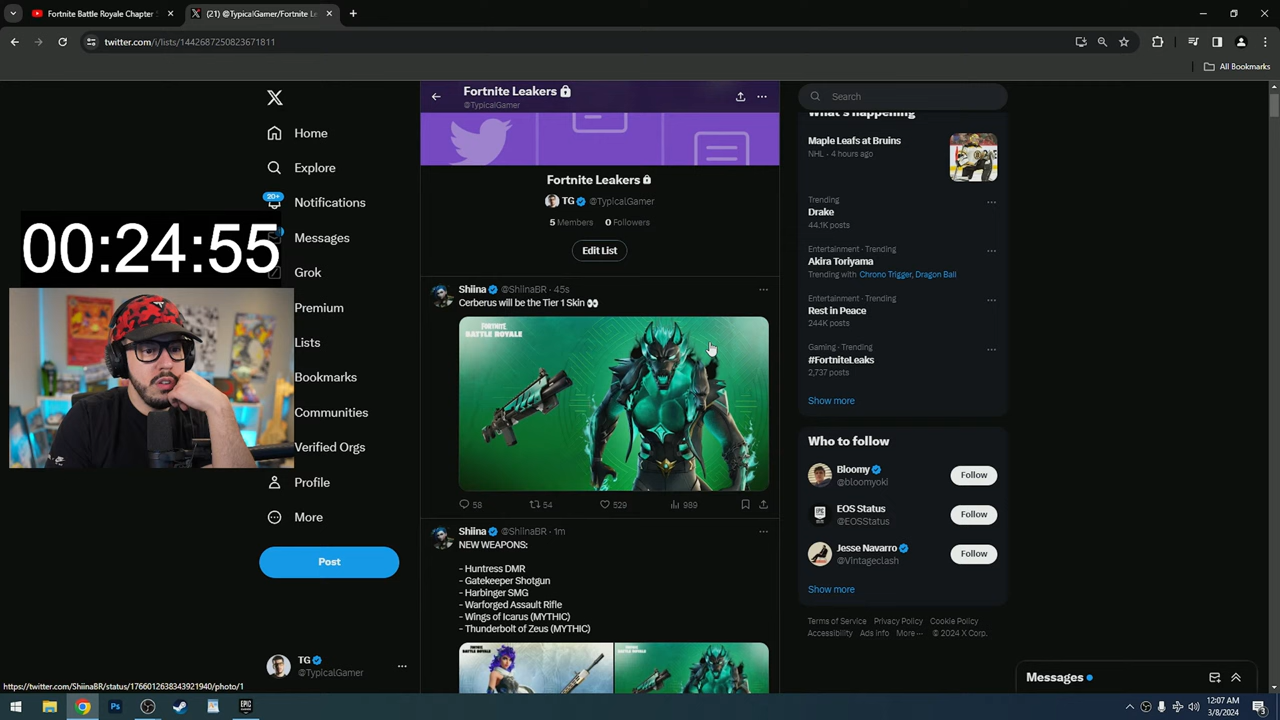 Fortnite Battle Royale Chapter
(21) @TypicalGamer/Fortnite Le
twitter.com/i/lists/1442687250823671811
All Bookmarks
Fortnite Leakers
@TypicalGamer
Search
What's happening
Maple Leafs at Bruins
NHL · 4 hours ago
Home
Explore
20+
Notifications
Messages
Grok
Premium
Lists
Bookmarks
Communities
Verified Orgs
Profile
More
Post
TG
@TypicalGamer
00:24:55
Fortnite Leakers
TG @TypicalGamer
5 Members 0 Followers
Edit List
Shiina @ShiinaBR · 45s
Cerberus will be the Tier 1 Skin 👀
FORTNITE
BATTLE ROYALE
58 54 529 989
Shiina @ShiinaBR · 1m
NEW WEAPONS:
- Huntress DMR
- Gatekeeper Shotgun
- Harbinger SMG
- Warforged Assault Rifle
- Wings of Icarus (MYTHIC)
- Thunderbolt of Zeus (MYTHIC)
FORTNITE
BATTLE ROYALE
FORTNITE
BATTLE ROYALE
Trending
Drake
44.1K posts
Entertainment · Trending
Akira Toriyama
Trending with Chrono Trigger, Dragon Ball
Entertainment · Trending
Rest in Peace
244K posts
Gaming · Trending
#FortniteLeaks
2,737 posts
Show more
Who to follow
Bloomy
@bloomyoki
Follow
EOS Status
@EOSStatus
Follow
Jesse Navarro
@Vintageclash
Follow
Show more
Terms of Service Privacy Policy Cookie Policy
Accessibility Ads info More ··· © 2024 X Corp.
Messages
https://twitter.com/ShiinaBR/status/1766012638343921940/photo/1
12:07 AM
3/8/2024